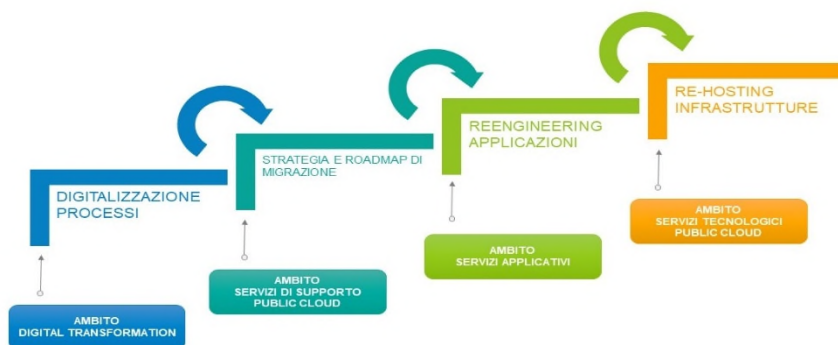 DIGITALIZZAZIONE
PROCESSI
STRATEGIA E ROADMAP DI
MIGRAZIONE
REENGINEERING
APPLICAZIONI
RE-HOSTING
INFRASTRUTTURE
AMBITO
DIGITAL TRANSFORMATION
AMBITO
SERVIZI DI SUPPORTO
PUBLIC CLOUD
AMBITO
SERVIZI APPLICATIVI
AMBITO
SERVIZI TECNOLOGICI
PUBLIC CLOUD